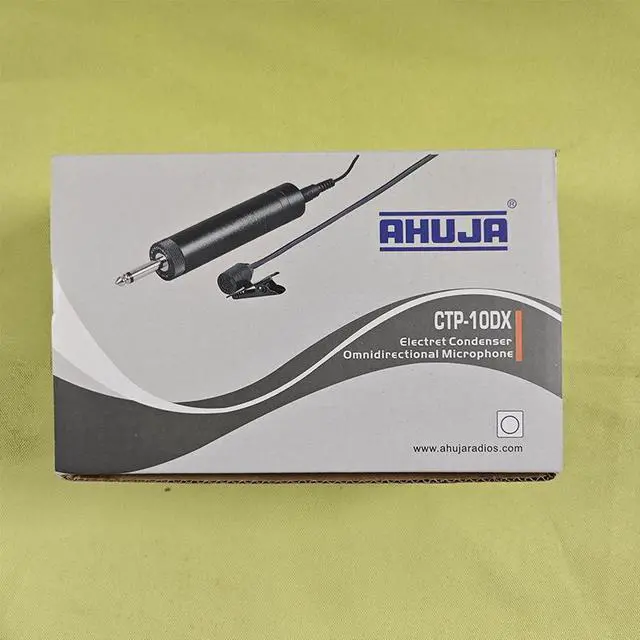 AHUJA ®
CTP-10DX
Electret Condenser
Omnidirectional Microphone
www.ahujaradios.com